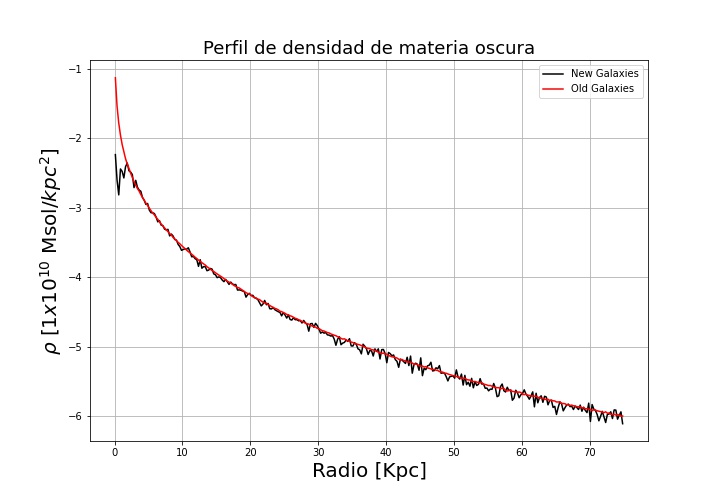 Perfil de densidad de materia oscura
New Galaxies
Old Galaxies
ρ [1x10¹⁰ Msol/kpc²]
−1
−2
−3
−4
−5
−6
0 10 20 30 40 50 60 70
Radio [Kpc]